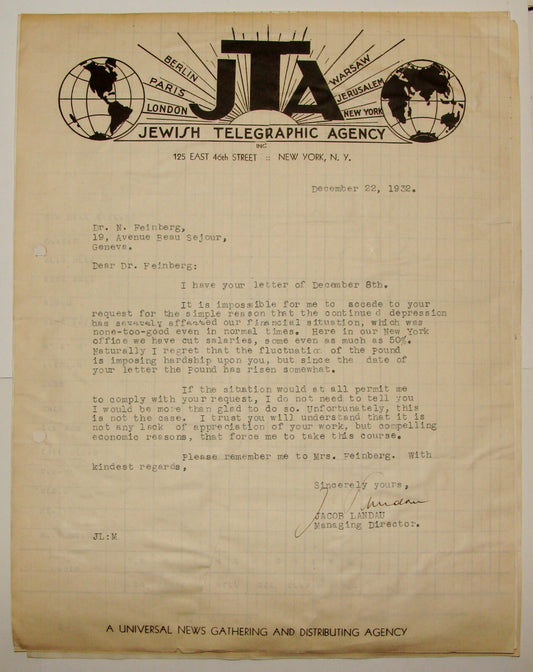 JTA
BERLIN
PARIS
LONDON
WARSAW
JERUSALEM
NEW YORK
JEWISH TELEGRAPHIC AGENCY
INC
125 EAST 46th STREET :: NEW YORK, N. Y.
December 22, 1932.
Dr. N. Feinberg,
19, Avenue Beau Sejour,
Geneva.
Dear Dr. Feinberg:
I have your letter of December 8th.
It is impossible for me to accede to your
request for the simple reason that the continued depression
has severely affected our financial situation, which was
none-too-good even in normal times. Here in our New York
office we have cut salaries, some even as much as 50%.
Naturally I regret that the fluctuation of the Pound
is imposing hardship upon you, but since the date of
your letter the Pound has risen somewhat.
If the situation would at all permit me
to comply with your request, I do not need to tell you
I would be more than glad to do so. Unfortunately, this
is not the case. I trust you will understand that it is
not any lack of appreciation of your work, but compelling
economic reasons, that force me to take this course.
Please remember me to Mrs. Feinberg. With
kindest regards,
Sincerely yours,
J Landau
JACOB LANDAU
Managing Director.
JL:M
A UNIVERSAL NEWS GATHERING AND DISTRIBUTING AGENCY